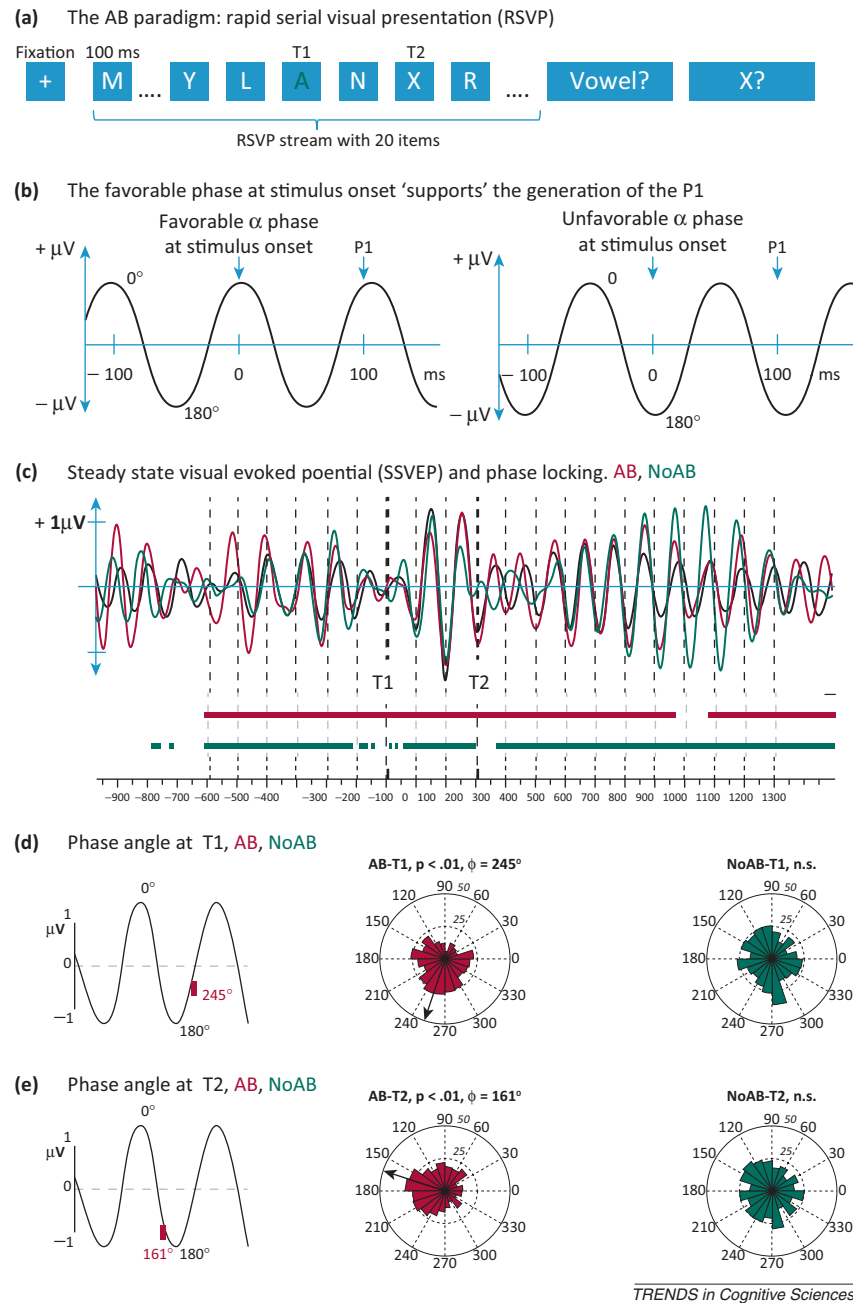 (a) The AB paradigm: rapid serial visual presentation (RSVP)
Fixation 100 ms T1 T2
+ M .... Y L A N X R .... Vowel? X?
RSVP stream with 20 items
(b) The favorable phase at stimulus onset ‘supports’ the generation of the P1
Favorable α phase
at stimulus onset P1
+ μV
0°
– 100 0 100 ms
– μV
180°
Unfavorable α phase
at stimulus onset P1
+ μV
0
– 100 0 100 ms
– μV
180°
(c) Steady state visual evoked poential (SSVEP) and phase locking. AB, NoAB
+ 1μV
T1 T2
–
–900 –800 –700 –600 –500 –400 –300 –200 –100 0 100 200 300 400 500 600 700 800 900 1000 1100 1200 1300
(d) Phase angle at T1, AB, NoAB
0°
1
μV
0
–1
245°
180°
AB-T1, p < .01, ϕ = 245°
90 50
120 60
150 25 30
180 0
210 330
240 300
270
NoAB-T1, n.s.
90 50
120 60
150 25 30
180 0
210 330
240 300
270
(e) Phase angle at T2, AB, NoAB
0°
1
μV
0
–1
161° 180°
AB-T2, p < .01, ϕ = 161°
90 50
120 60
150 25 30
180 0
210 330
240 300
270
NoAB-T2, n.s.
90 50
120 60
150 25 30
180 0
210 330
240 300
270
TRENDS in Cognitive Sciences